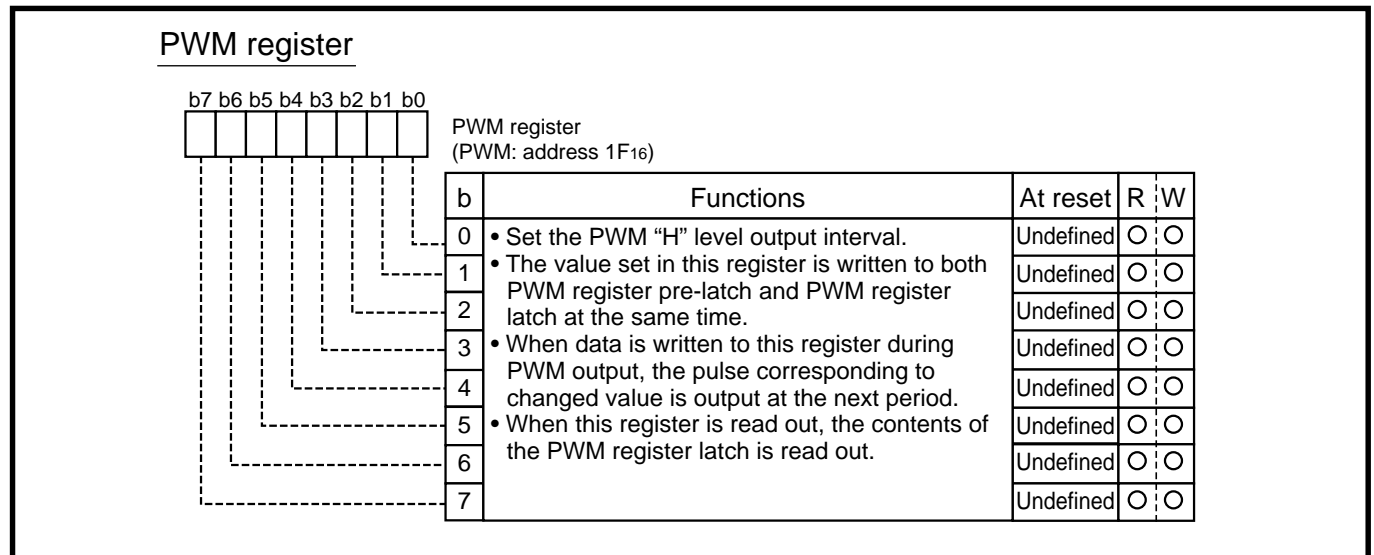 PWM register
b7 b6 b5 b4 b3 b2 b1 b0
PWM register
(PWM: address 1F16)
b Functions At reset R W
0 • Set the PWM “H” level output interval. Undefined O O
1 • The value set in this register is written to both Undefined O O
PWM register pre-latch and PWM register
2 latch at the same time. Undefined O O
3 • When data is written to this register during Undefined O O
PWM output, the pulse corresponding to
4 changed value is output at the next period. Undefined O O
5 • When this register is read out, the contents of Undefined O O
the PWM register latch is read out.
6 Undefined O O
7 Undefined O O